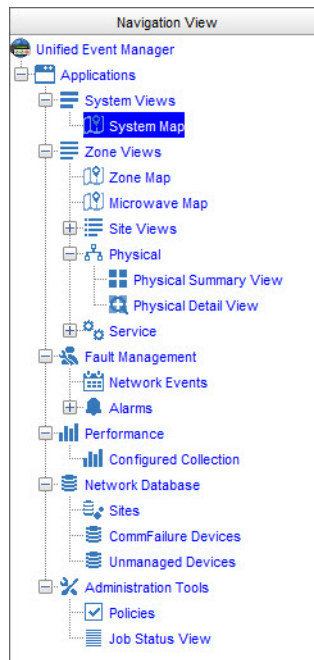 Navigation View
Unified Event Manager
Applications
System Views
System Map
Zone Views
Zone Map
Microwave Map
Site Views
Physical
Physical Summary View
Physical Detail View
Service
Fault Management
Network Events
Alarms
Performance
Configured Collection
Network Database
Sites
CommFailure Devices
Unmanaged Devices
Administration Tools
Policies
Job Status View